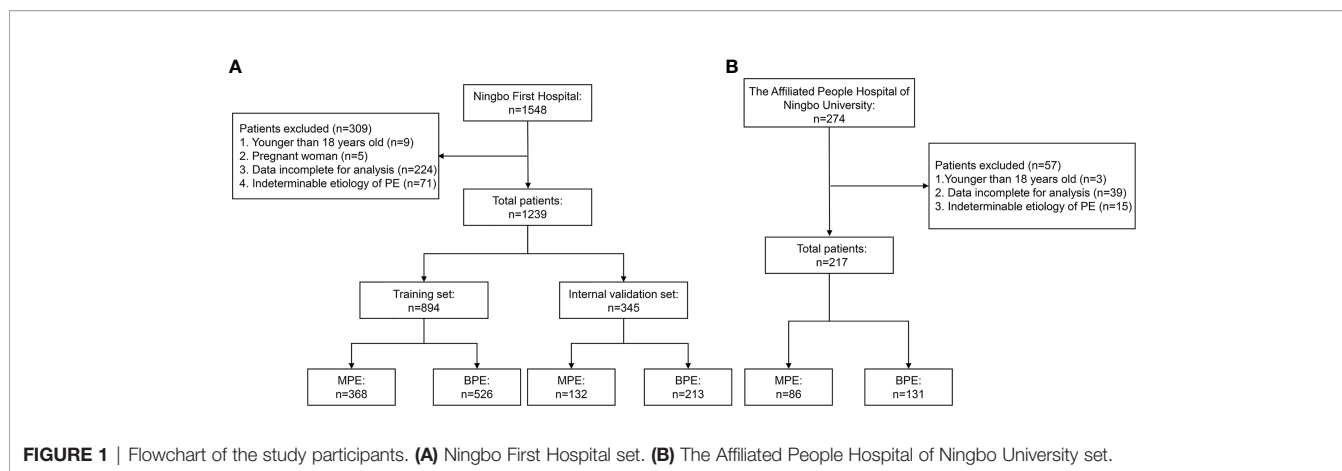 A
Ningbo First Hospital:
n=1548
Patients excluded (n=309)
1. Younger than 18 years old (n=9)
2. Pregnant woman (n=5)
3. Data incomplete for analysis (n=224)
4. Indeterminable etiology of PE (n=71)
Total patients:
n=1239
Training set:
n=894
Internal validation set:
n=345
MPE:
n=368
BPE:
n=526
MPE:
n=132
BPE:
n=213
B
The Affiliated People Hospital of
Ningbo University:
n=274
Patients excluded (n=57)
1.Younger than 18 years old (n=3)
2. Data incomplete for analysis (n=39)
3. Indeterminable etiology of PE (n=15)
Total patients:
n=217
MPE:
n=86
BPE:
n=131
FIGURE 1 | Flowchart of the study participants. (A) Ningbo First Hospital set. (B) The Affiliated People Hospital of Ningbo University set.